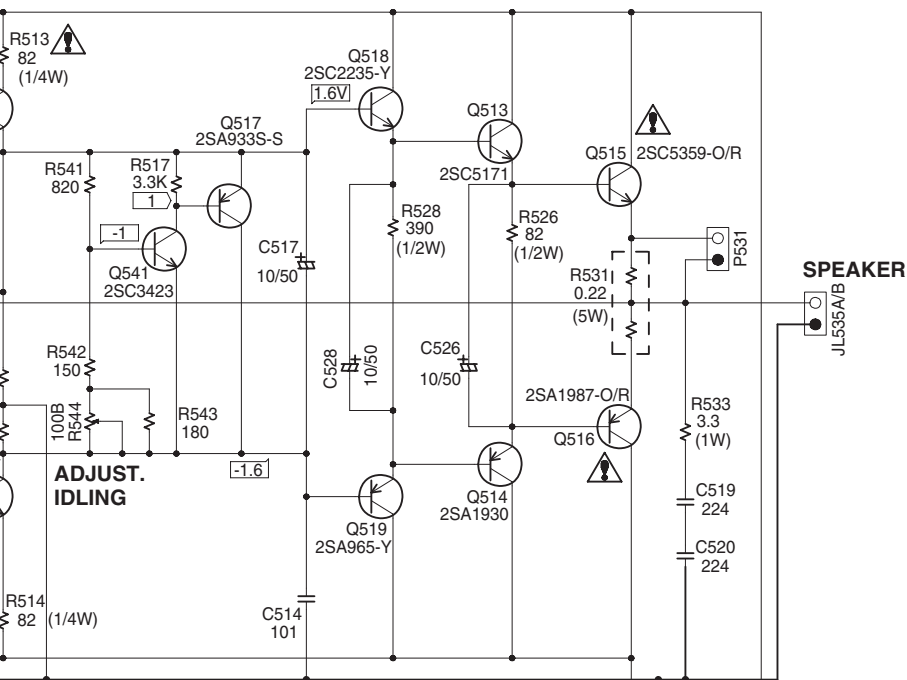 R513
82
(1/4W)
Q518
2SC2235-Y
1.6V
Q513
2SC5171
Q517
2SA933S-S
Q515
2SC5359-O/R
R541
820
R517
3.3K
1
-1
Q541
2SC3423
C517
10/50
R528
390
(1/2W)
R526
82
(1/2W)
P531
R531
0.22
(5W)
SPEAKER
JL535A/B
R542
150
100B
R544
R543
180
C528
10/50
C526
10/50
2SA1987-O/R
Q516
R533
3.3
(1W)
ADJUST.
IDLING
-1.6
Q519
2SA965-Y
Q514
2SA1930
C519
224
C520
224
R514
82 (1/4W)
C514
101